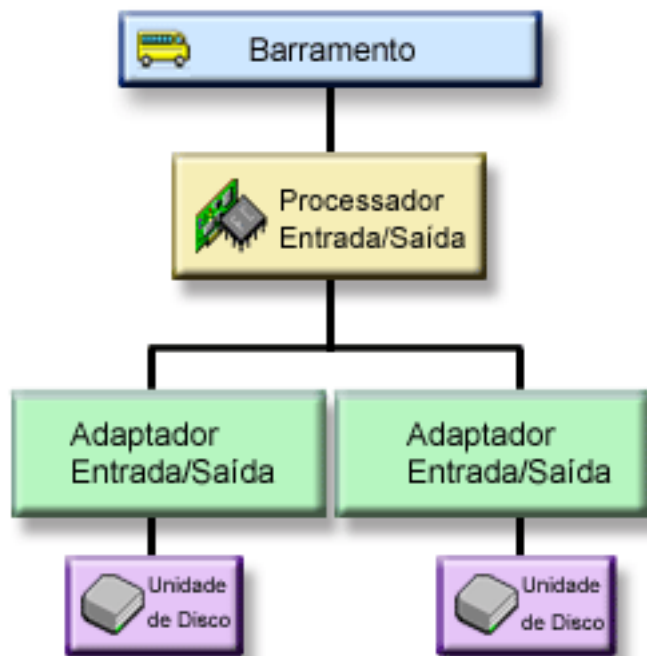 Barramento
Processador
Entrada/Saída
Adaptador
Entrada/Saída
Adaptador
Entrada/Saída
Unidade
de Disco
Unidade
de Disco